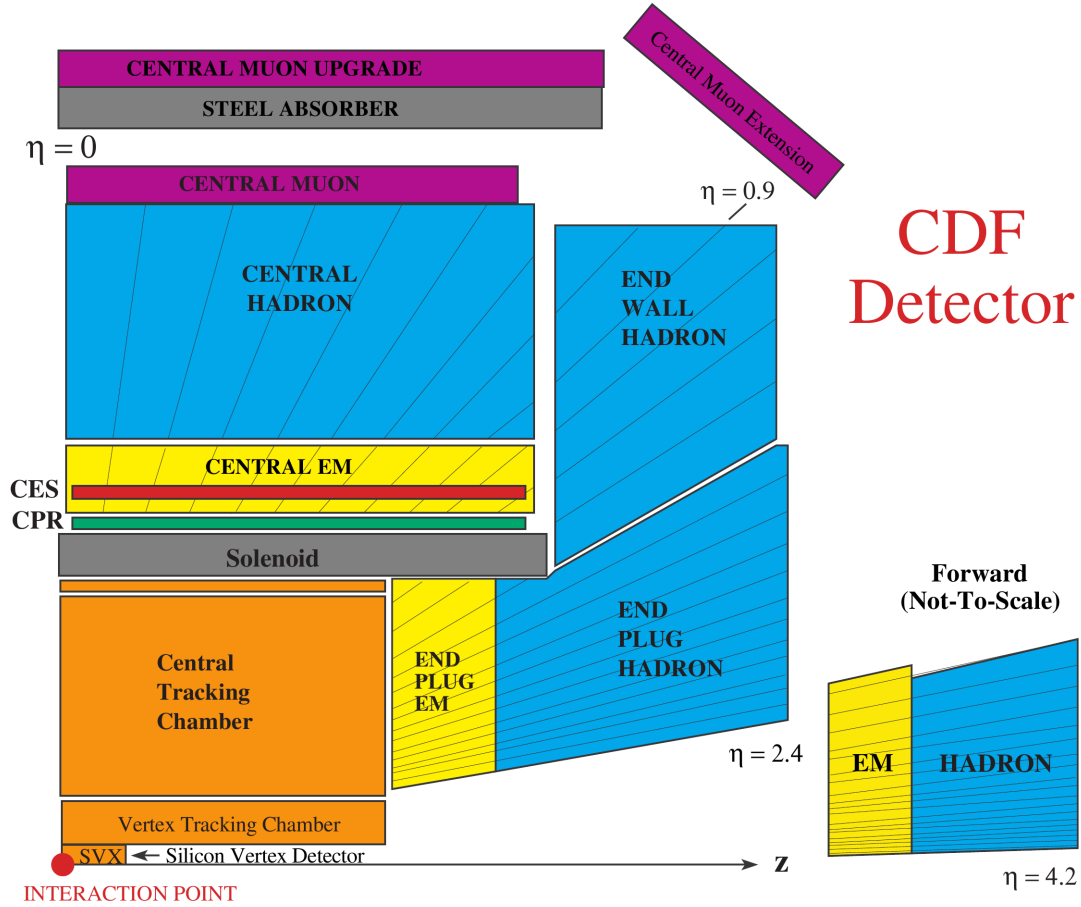 CENTRAL MUON UPGRADE
STEEL ABSORBER
Central Muon Extension
η = 0
CENTRAL MUON
η = 0.9
CDF
Detector
CENTRAL
HADRON
END
WALL
HADRON
CENTRAL EM
CES
CPR
Solenoid
Forward
(Not-To-Scale)
END
PLUG
HADRON
Central
Tracking
Chamber
END
PLUG
EM
η = 2.4
EM
HADRON
Vertex Tracking Chamber
SVX
Silicon Vertex Detector
z
η = 4.2
INTERACTION POINT